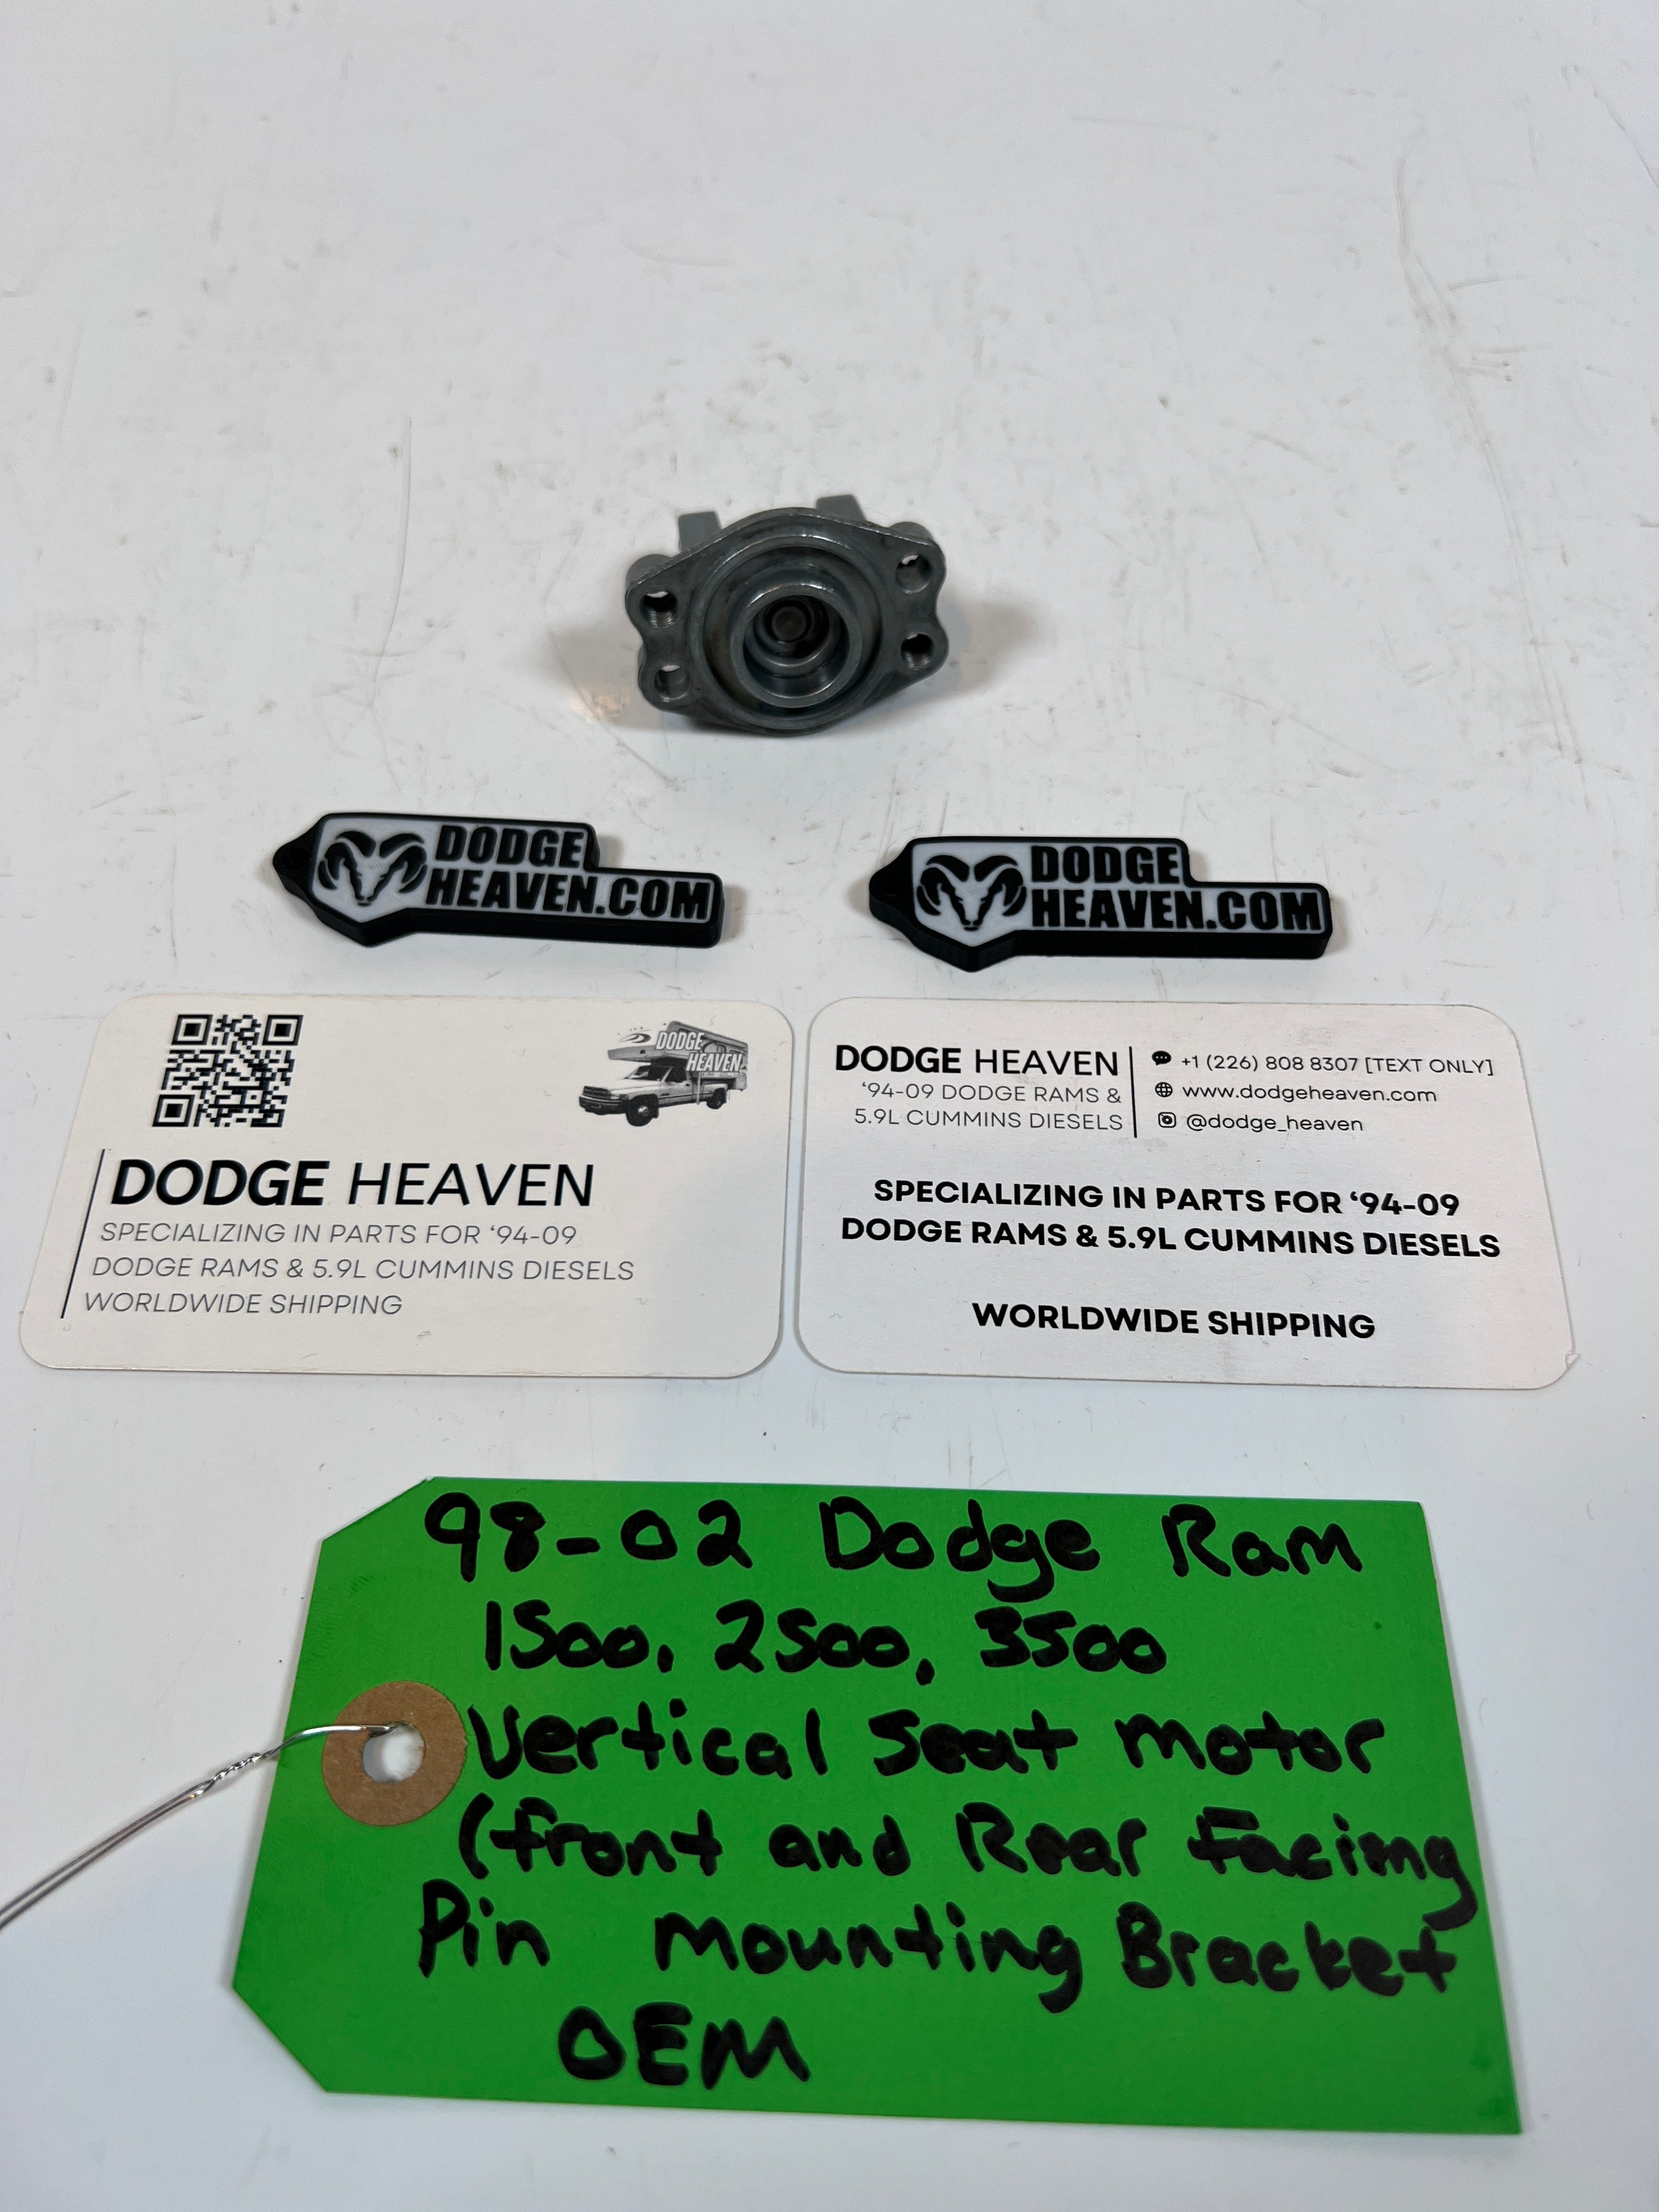 DODGE
HEAVEN.COM
DODGE
HEAVEN.COM
DODGE
HEAVEN
DODGE HEAVEN
SPECIALIZING IN PARTS FOR ‘94-09
DODGE RAMS & 5.9L CUMMINS DIESELS
WORLDWIDE SHIPPING
DODGE HEAVEN
‘94-09 DODGE RAMS &
5.9L CUMMINS DIESELS
+1 (226) 808 8307 [TEXT ONLY]
www.dodgeheaven.com
@dodge_heaven
SPECIALIZING IN PARTS FOR ‘94-09
DODGE RAMS & 5.9L CUMMINS DIESELS
WORLDWIDE SHIPPING
98-02 Dodge Ram
1500, 2500, 3500
Vertical Seat motor
(front and Rear Facing
Pin mounting Bracket
OEM